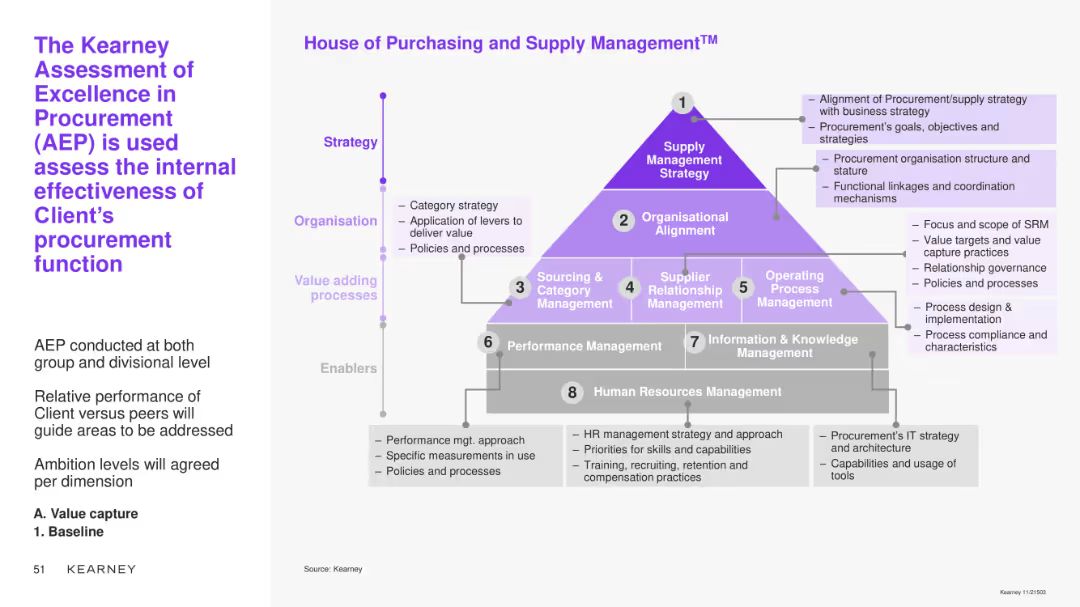 The Kearney
Assessment of
Excellence in
Procurement
(AEP) is used
assess the internal
effectiveness of
Client's
procurement
function
AEP conducted at both
group and divisional level
Relative performance of
Client versus peers will
guide areas to be addressed
Ambition levels will agreed
per dimension
A. Value capture
1. Baseline
51 KEARNEY
House of Purchasing and Supply Management™
Strategy
Organisation
Value adding
processes
Enablers
1
Supply
Management
Strategy
2 Organisational
Alignment
3 Sourcing &
Category
Management
4 Supplier
Relationship
Management
5 Operating
Process
Management
6 Performance Management
7 Information & Knowledge
Management
8 Human Resources Management
– Alignment of Procurement/supply strategy
with business strategy
– Procurement's goals, objectives and
strategies
– Procurement organisation structure and
stature
– Functional linkages and coordination
mechanisms
– Category strategy
– Application of levers to
deliver value
– Policies and processes
– Focus and scope of SRM
– Value targets and value
capture practices
– Relationship governance
– Policies and processes
– Process design &
implementation
– Process compliance and
characteristics
– Performance mgt. approach
– Specific measurements in use
– Policies and processes
– HR management strategy and approach
– Priorities for skills and capabilities
– Training, recruiting, retention and
compensation practices
– Procurement's IT strategy
and architecture
– Capabilities and usage of
tools
Source: Kearney
Kearney 11/21503